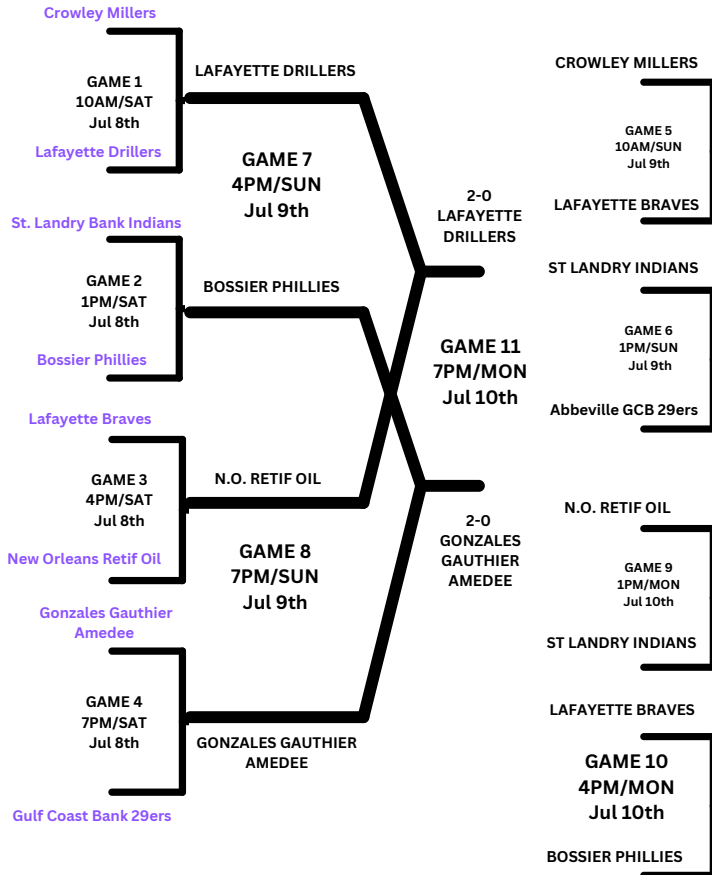 Crowley Millers
GAME 1
10AM/SAT
Jul 8th
Lafayette Drillers
LAFAYETTE DRILLERS
GAME 7
4PM/SUN
Jul 9th
St. Landry Bank Indians
GAME 2
1PM/SAT
Jul 8th
Bossier Phillies
BOSSIER PHILLIES
Lafayette Braves
GAME 3
4PM/SAT
Jul 8th
New Orleans Retif Oil
N.O. RETIF OIL
GAME 8
7PM/SUN
Jul 9th
Gonzales Gauthier
Amedee
GAME 4
7PM/SAT
Jul 8th
Gulf Coast Bank 29ers
GONZALES GAUTHIER
AMEDEE
2-0
LAFAYETTE
DRILLERS
GAME 11
7PM/MON
Jul 10th
2-0
GONZALES
GAUTHIER
AMEDEE
CROWLEY MILLERS
GAME 5
10AM/SUN
Jul 9th
LAFAYETTE BRAVES
ST LANDRY INDIANS
GAME 6
1PM/SUN
Jul 9th
Abbeville GCB 29ers
N.O. RETIF OIL
GAME 9
1PM/MON
Jul 10th
ST LANDRY INDIANS
LAFAYETTE BRAVES
GAME 10
4PM/MON
Jul 10th
BOSSIER PHILLIES